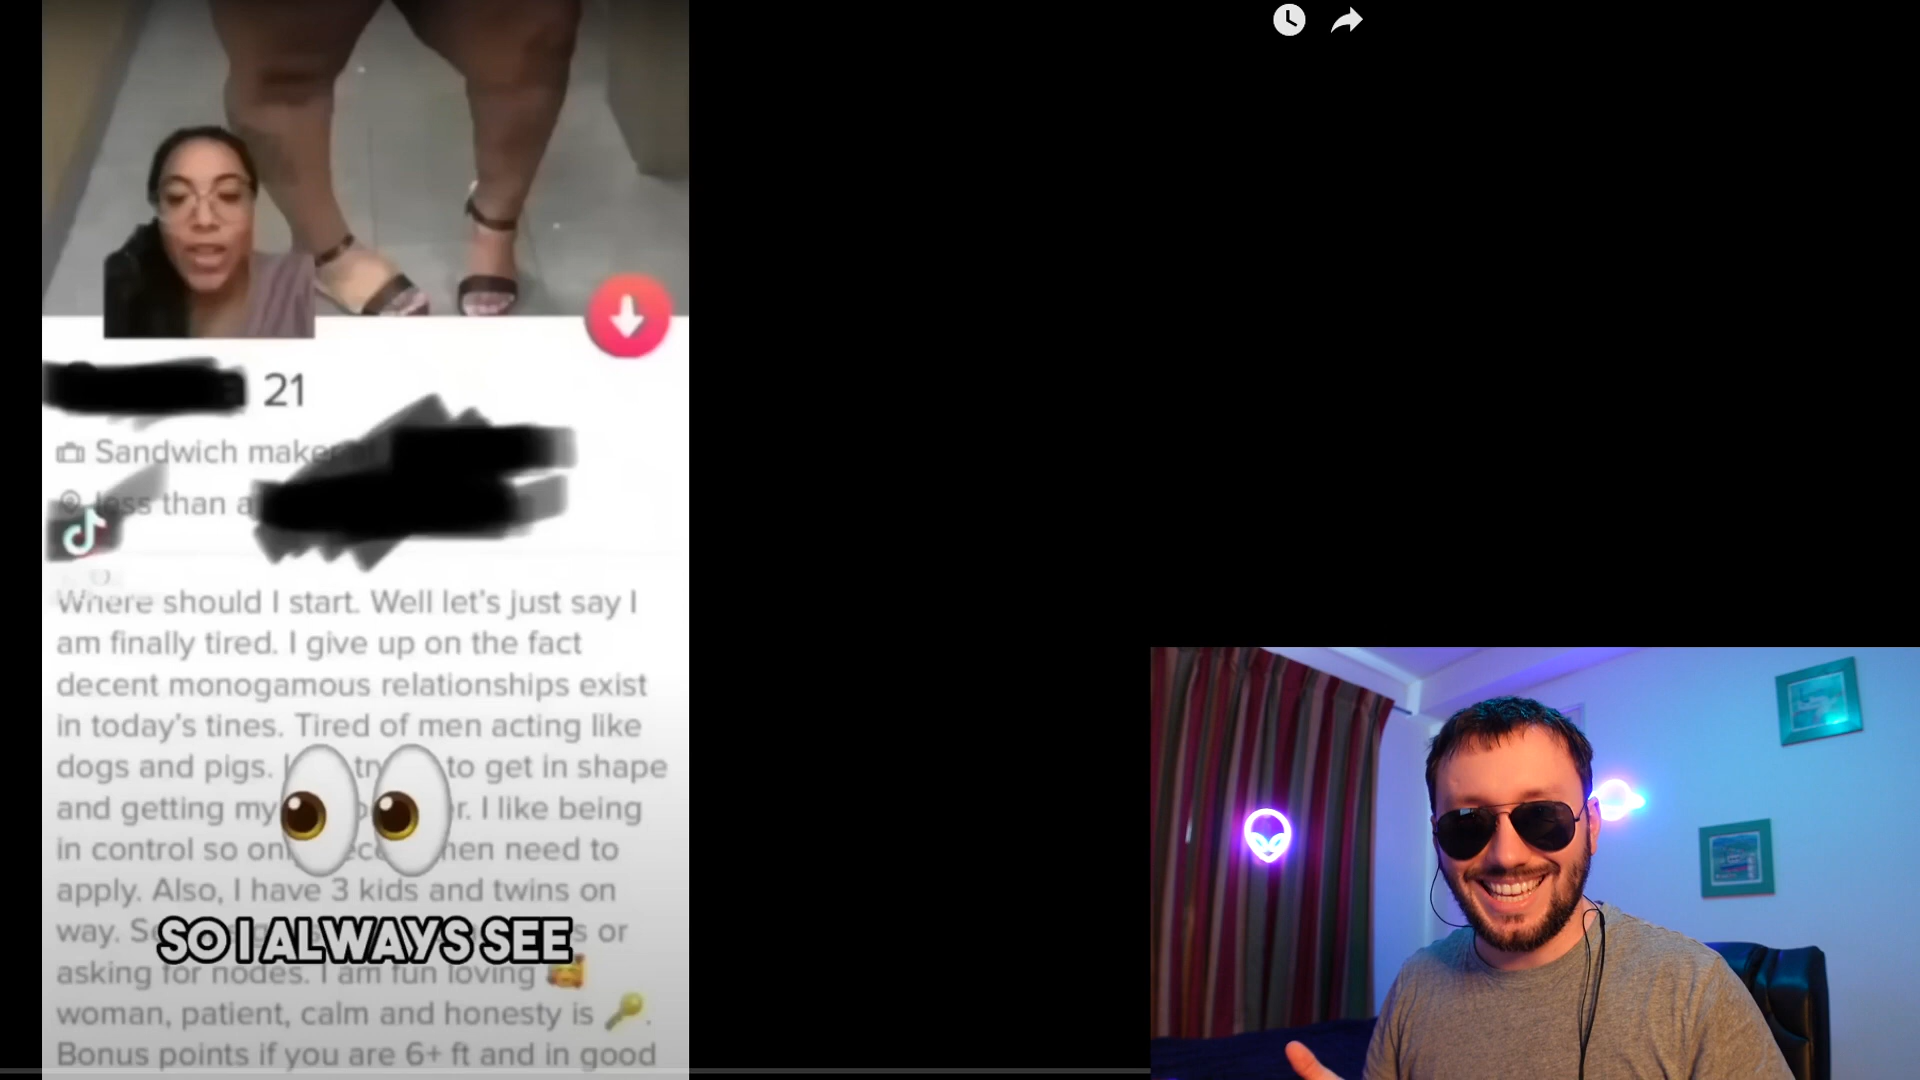 21
Sandwich maker
less than a
Where should I start. Well let's just say I
am finally tired. I give up on the fact
decent monogamous relationships exist
in today's tines. Tired of men acting like
dogs and pigs. to get in shape
and getting my I like being
in control so need to
apply. Also, I have 3 kids and twins on
way. or
SO I ALWAYS SEE
asking for nodes. I am fun loving 🥰
woman, patient, calm and honesty is 🔑.
Bonus points if you are 6+ ft and in good